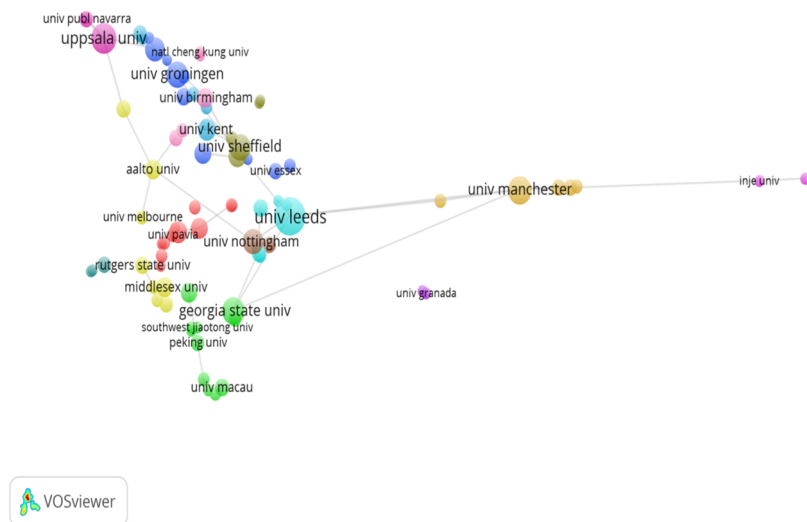 univ publ navarra
uppsala univ
natl cheng kung univ
univ groningen
univ birmingham
univ kent
univ sheffield
aalto univ
univ essex
univ manchester
inje univ
univ melbourne
univ leeds
univ pavia
univ nottingham
rutgers state univ
middlesex univ
univ granada
georgia state univ
southwest jiaotong univ
peking univ
univ macau
VOSviewer